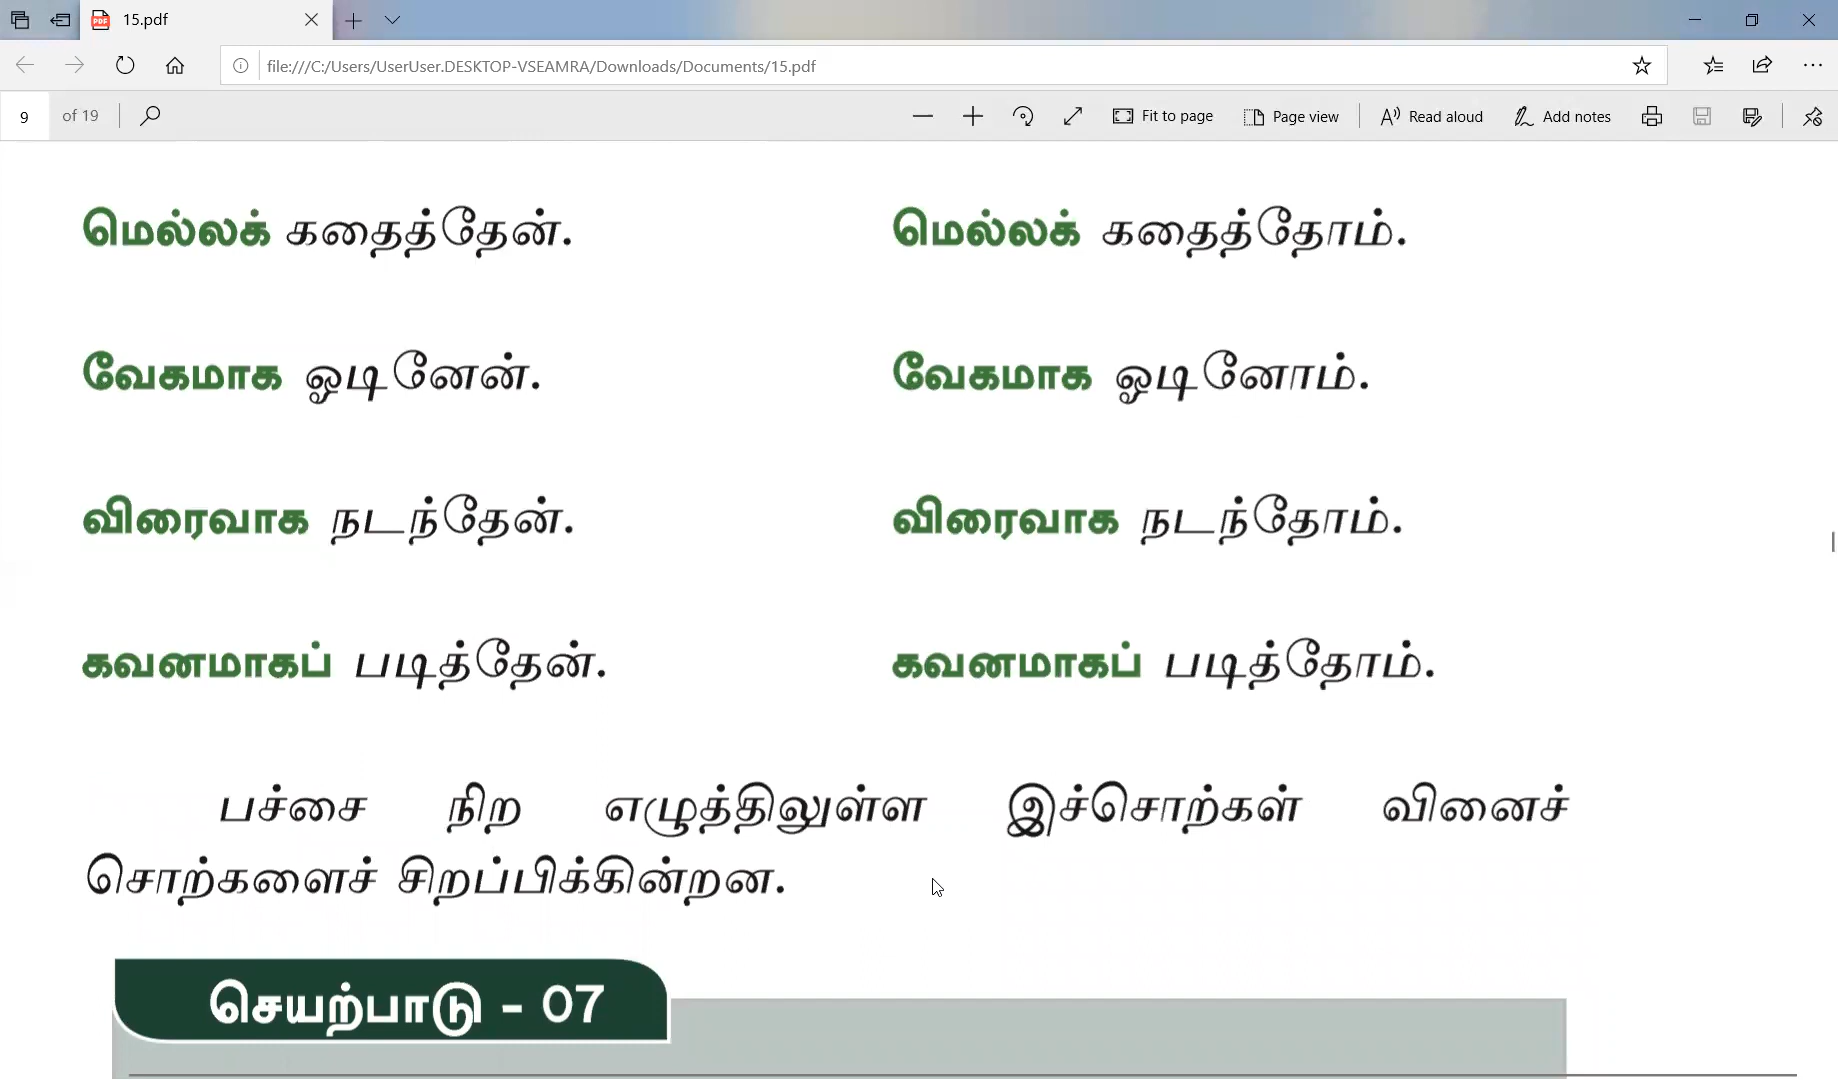 15.pdf
file:///C:/Users/UserUser.DESKTOP-VSEAMRA/Downloads/Documents/15.pdf
9 of 19 Fit to page Page view Read aloud Add notes
மெல்லக் கதைத்தேன். மெல்லக் கதைத்தோம்.
வேகமாக ஓடினேன். வேகமாக ஓடினோம்.
விரைவாக நடந்தேன். விரைவாக நடந்தோம்.
கவனமாகப் படித்தேன். கவனமாகப் படித்தோம்.
பச்சை நிற எழுத்திலுள்ள இச்சொற்கள் வினைச்
சொற்களைச் சிறப்பிக்கின்றன.
செயற்பாடு - 07